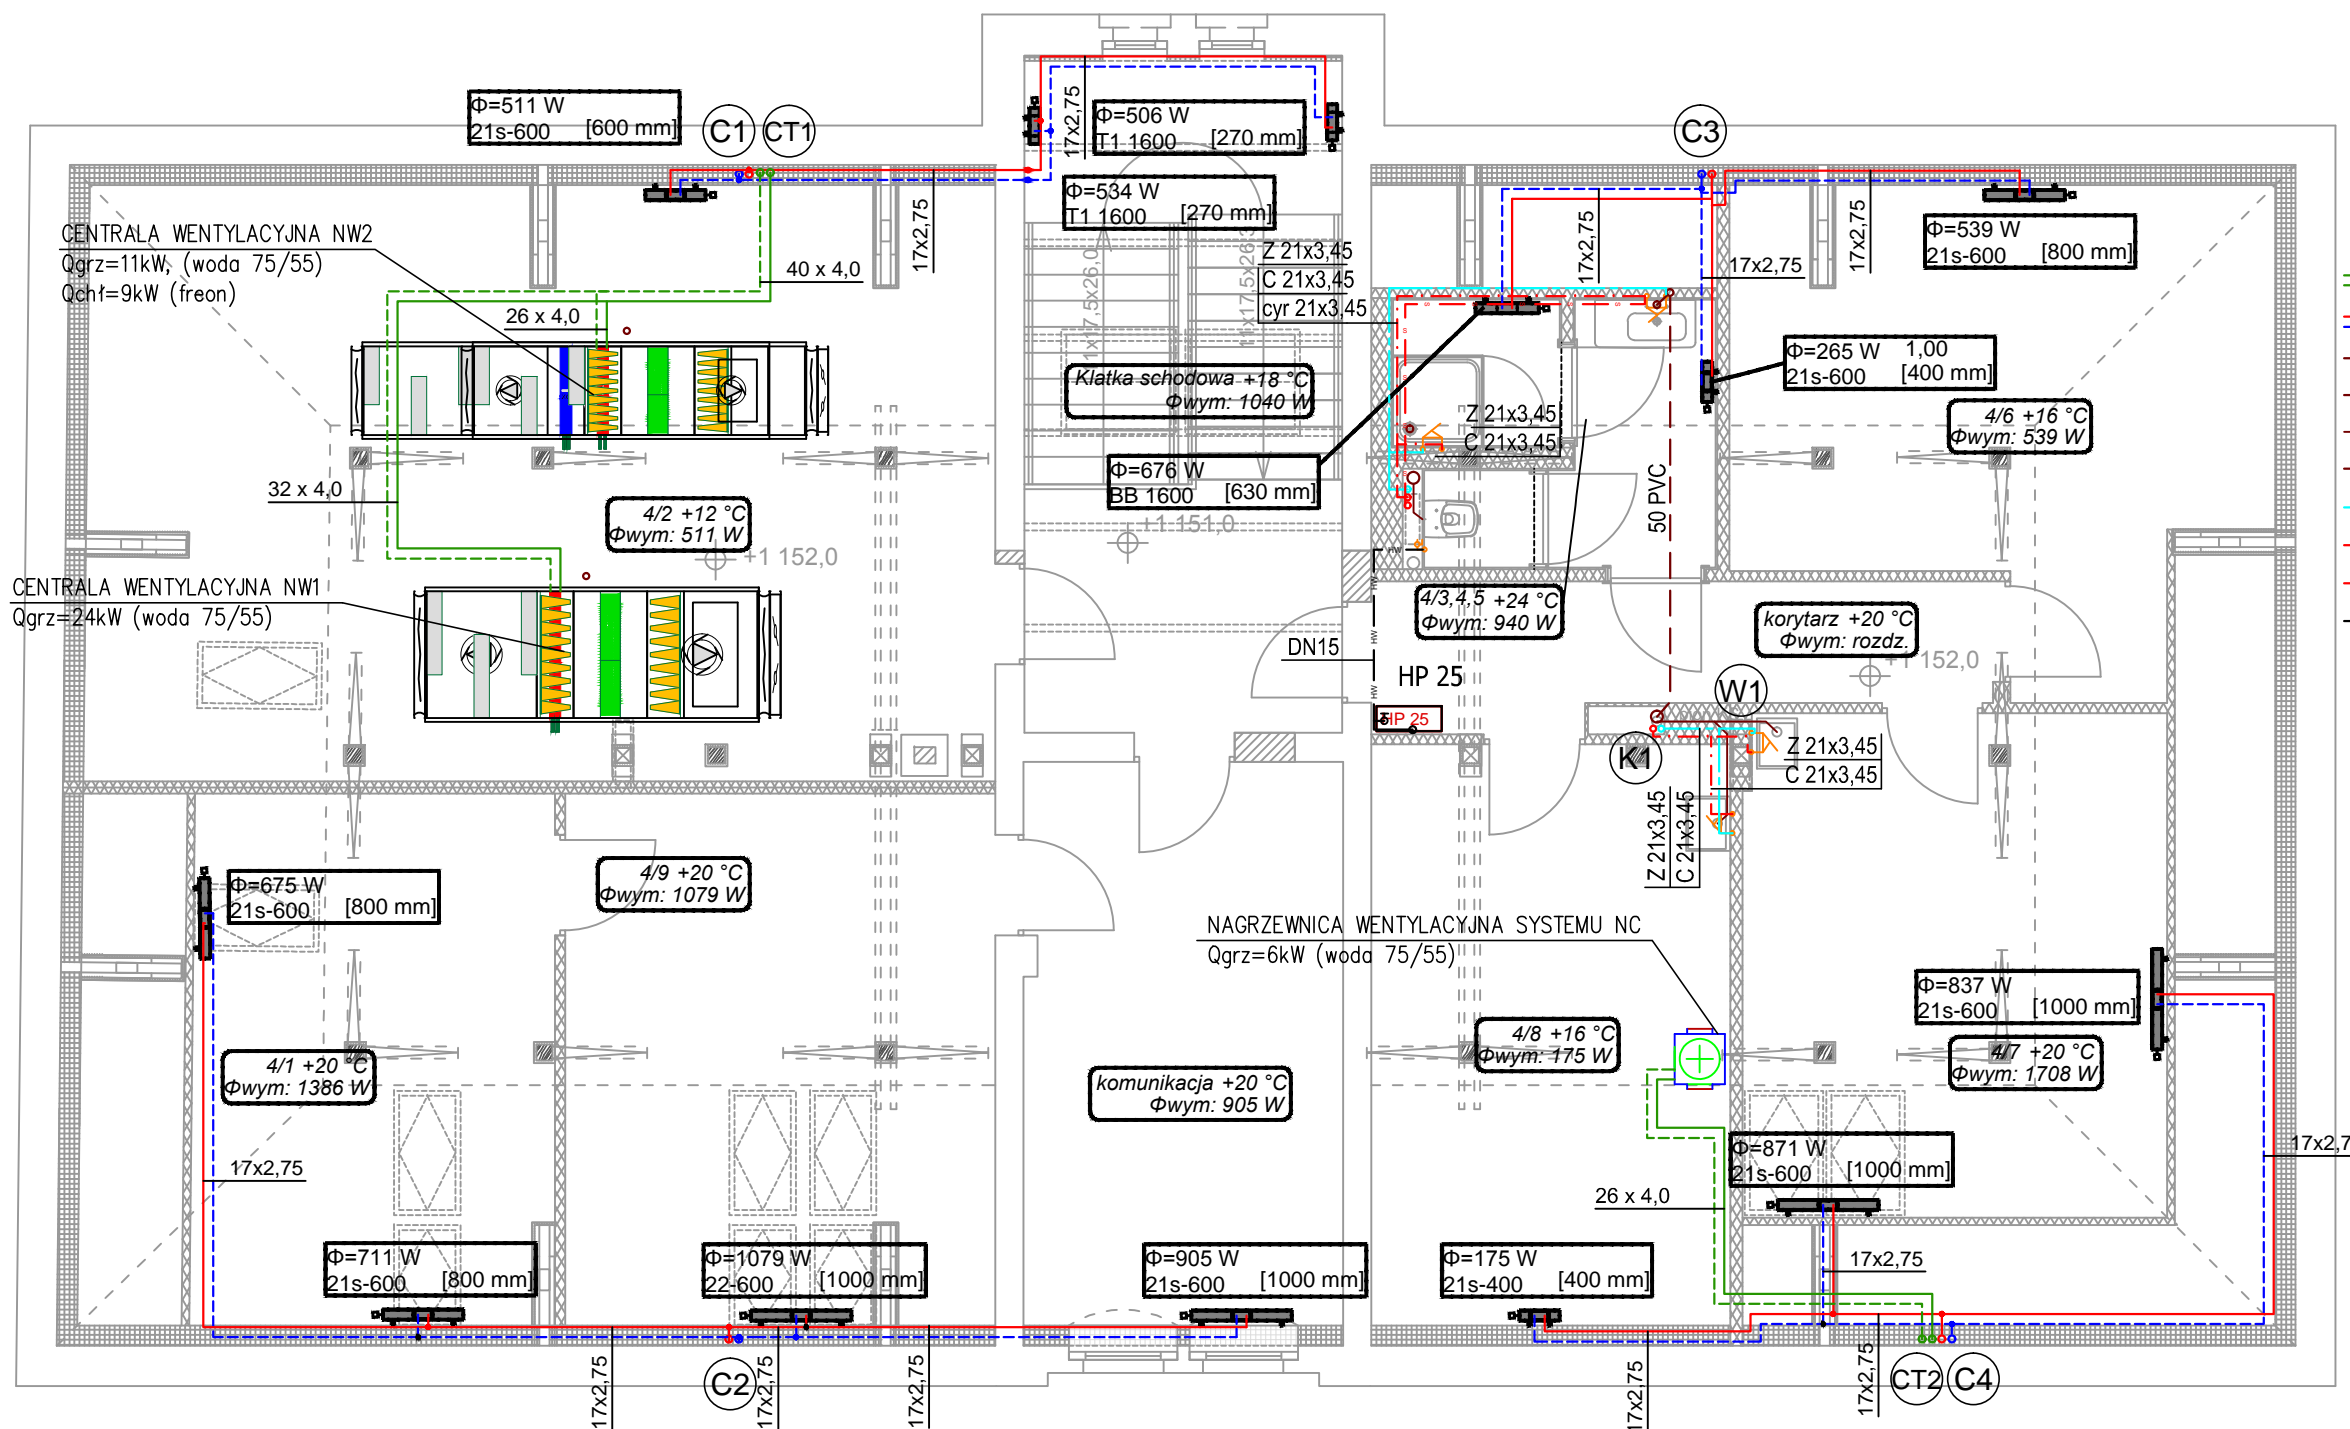 Φ=511 W
21s-600 [600 mm]
C1
CT1
17x2,75
Φ=506 W
T1 1600 [270 mm]
C3
Φ=534 W
T1 1600 [270 mm]
17x2,75
17x2,75
17x2,75
17x2,75
Φ=539 W
21s-600 [800 mm]
CENTRALA WENTYLACYJNA NW2
Qgrz=11kW, (woda 75/55)
Qchł=9kW (freon)
40 x 4,0
26 x 4,0
Z 21x3,45
C 21x3,45
cyr 21x3,45
Φ=265 W 1,00
21s-600 [400 mm]
Klatka schodowa +18 °C
Φwym: 1040 W
Z 21x3,45
C 21x3,45
4/6 +16 °C
Φwym: 539 W
Φ=676 W
BB 1600 [630 mm]
32 x 4,0
4/2 +12 °C
Φwym: 511 W
+1 152,0
+1 151,0
50 PVC
CENTRALA WENTYLACYJNA NW1
Qgrz=24kW (woda 75/55)
4/3,4,5 +24 °C
Φwym: 940 W
korytarz +20 °C
Φwym: rozdz.
+1 152,0
DN15
HP 25
HP 25
W1
K1
Z 21x3,45
C 21x3,45
Z 21x3,45
C 21x3,45
4/9 +20 °C
Φwym: 1079 W
Φ=675 W
21s-600 [800 mm]
NAGRZEWNICA WENTYLACYJNA SYSTEMU NC
Qgrz=6kW (woda 75/55)
Φ=837 W
21s-600 [1000 mm]
4/8 +16 °C
Φwym: 175 W
4/7 +20 °C
Φwym: 1708 W
4/1 +20 °C
Φwym: 1386 W
komunikacja +20 °C
Φwym: 905 W
17x2,75
Φ=871 W
21s-600 [1000 mm]
17x2,7
26 x 4,0
Φ=711 W
21s-600 [800 mm]
Φ=1079 W
22-600 [1000 mm]
Φ=905 W
21s-600 [1000 mm]
Φ=175 W
21s-400 [400 mm]
17x2,75
17x2,75
C2
17x2,75
17x2,75
17x2,75
17x2,75
CT2
C4